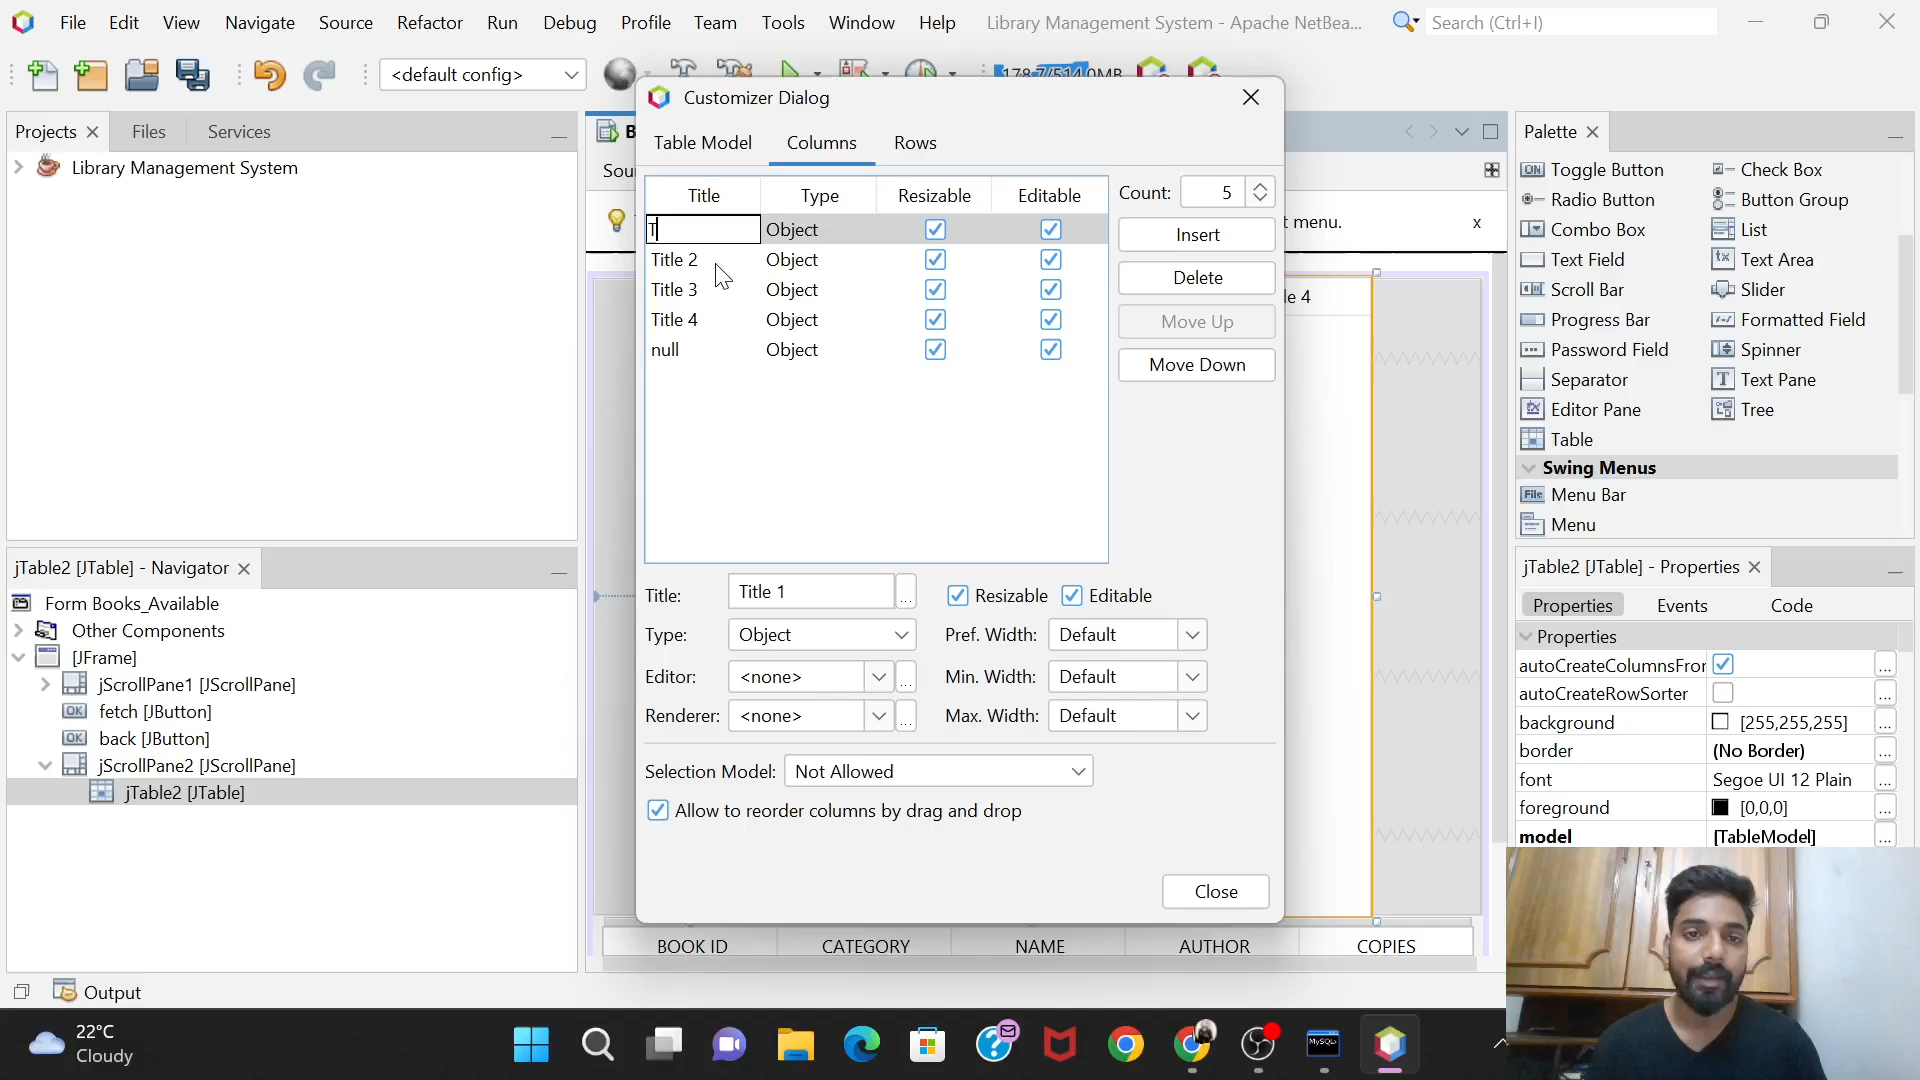 File Edit View Navigate Source Refactor Run Debug Profile Team Tools Window Help Library Management System - Apache NetBea... Search (Ctrl+I)
<default config> 178.7/514.0MB
Projects Files Services
Library Management System
jTable2 [JTable] - Navigator
Form Books_Available
Other Components
[JFrame]
jScrollPane1 [JScrollPane]
OK fetch [JButton]
OK back [JButton]
jScrollPane2 [JScrollPane]
jTable2 [JTable]
Output
B
Sou
t menu. x
le 4
Customizer Dialog
Table Model Columns Rows
Title Type Resizable Editable
T Object
Title 2 Object
Title 3 Object
Title 4 Object
null Object
Count: 5
Insert
Delete
Move Up
Move Down
Title: Title 1 ... Resizable Editable
Type: Object Pref. Width: Default
Editor: <none> ... Min. Width: Default
Renderer: <none> ... Max. Width: Default
Selection Model: Not Allowed
Allow to reorder columns by drag and drop
Close
BOOK ID CATEGORY NAME AUTHOR COPIES
Palette
Toggle Button Check Box
Radio Button Button Group
Combo Box List
Text Field Text Area
Scroll Bar Slider
Progress Bar Formatted Field
Password Field Spinner
Separator Text Pane
Editor Pane Tree
Table
Swing Menus
File Menu Bar
Menu
jTable2 [JTable] - Properties
Properties Events Code
Properties
autoCreateColumnsFror ...
autoCreateRowSorter ...
background [255,255,255] ...
border (No Border) ...
font Segoe UI 12 Plain ...
foreground [0,0,0] ...
model [TableModel] ...
22°C
Cloudy
MySQL